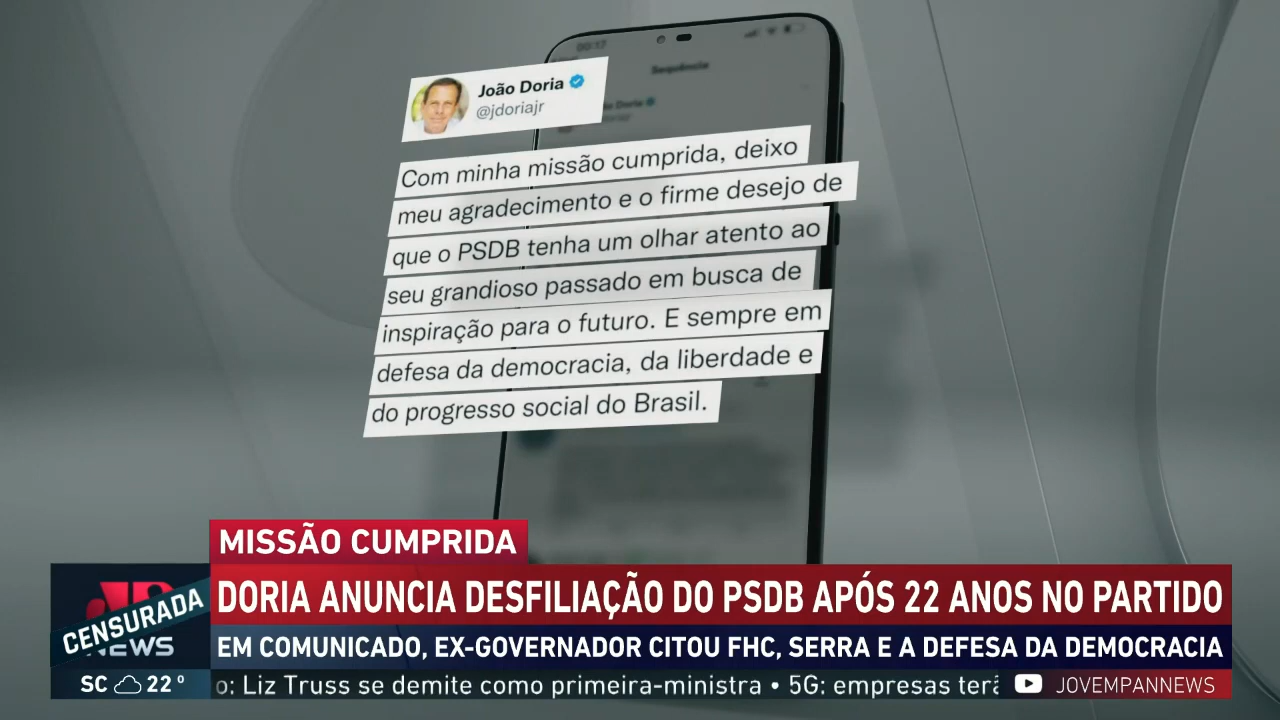 00:17
Sequência
João Doria
@jdoriajr
Com minha missão cumprida, deixo
meu agradecimento e o firme desejo de
que o PSDB tenha um olhar atento ao
seu grandioso passado em busca de
inspiração para o futuro. E sempre em
defesa da democracia, da liberdade e
do progresso social do Brasil.
MISSÃO CUMPRIDA
DORIA ANUNCIA DESFILIAÇÃO DO PSDB APÓS 22 ANOS NO PARTIDO
EM COMUNICADO, EX-GOVERNADOR CITOU FHC, SERRA E A DEFESA DA DEMOCRACIA
JP
CENSURADA
NEWS
SC 22° o: Liz Truss se demite como primeira-ministra • 5G: empresas terã JOVEMPANNEWS